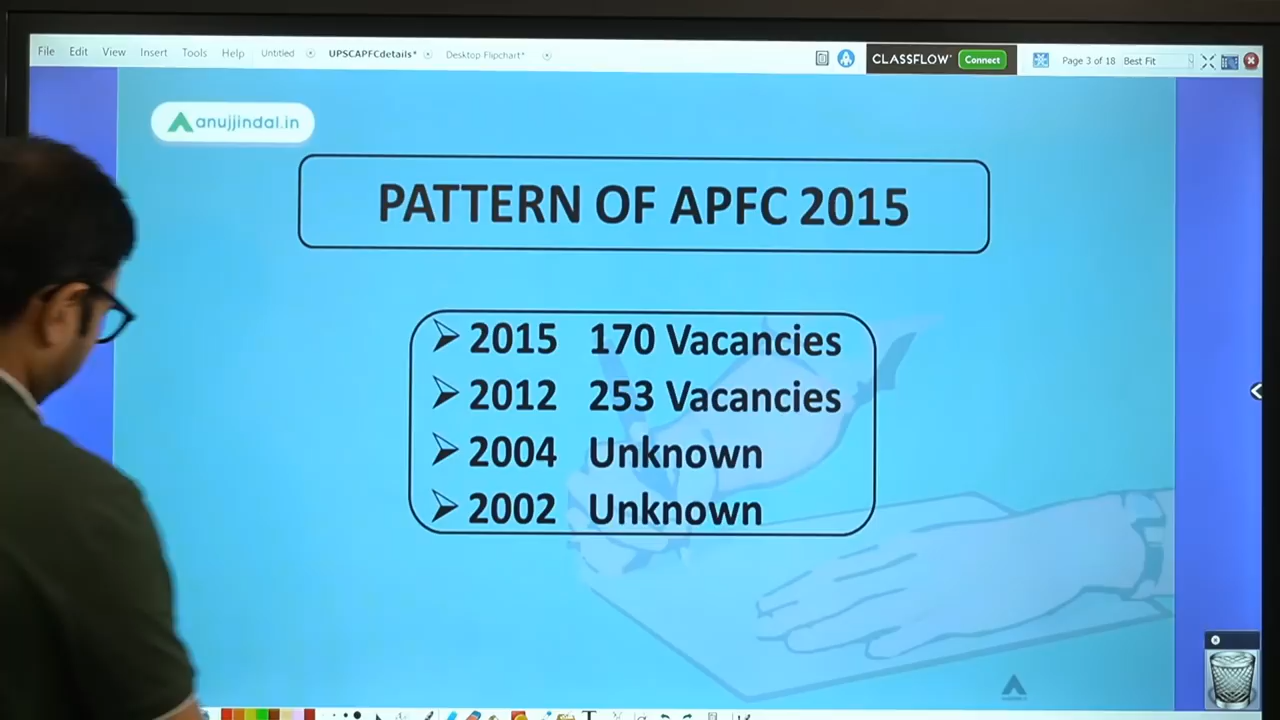 File Edit View Insert Tools Help Untitled UPSCAPFCdetails* Desktop Flipchart* CLASSFLOW Connect Page 3 of 18 Best Fit
anujjindal.in
PATTERN OF APFC 2015
2015 170 Vacancies
2012 253 Vacancies
2004 Unknown
2002 Unknown